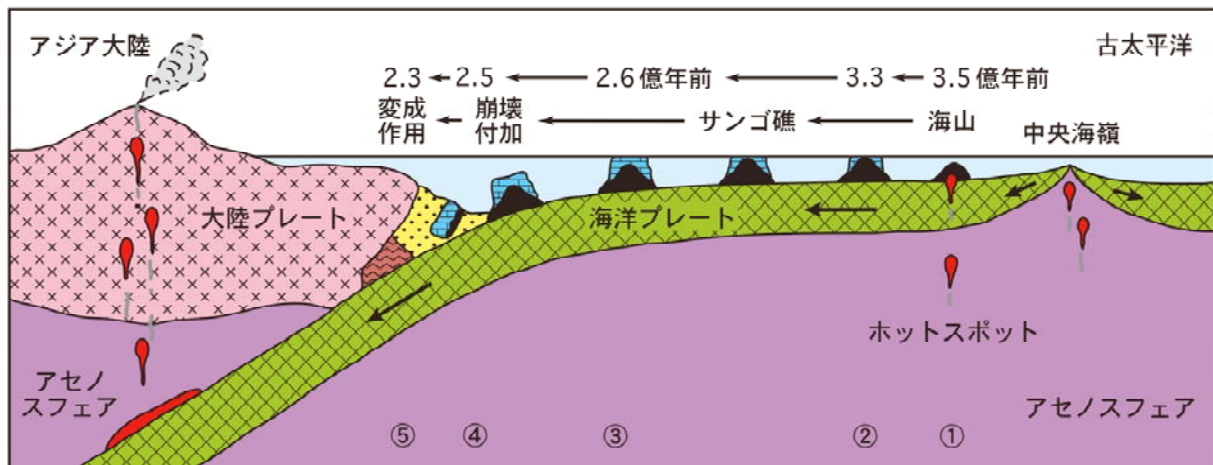 アジア大陸
古太平洋
2.3 ← 2.5 ← 2.6億年前 ← 3.3 ← 3.5億年前
変成作用 ← 崩壊付加 ← サンゴ礁 ← 海山
中央海嶺
大陸プレート
海洋プレート
ホットスポット
アセノ
スフェア
アセノスフェア
⑤ ④ ③ ② ①